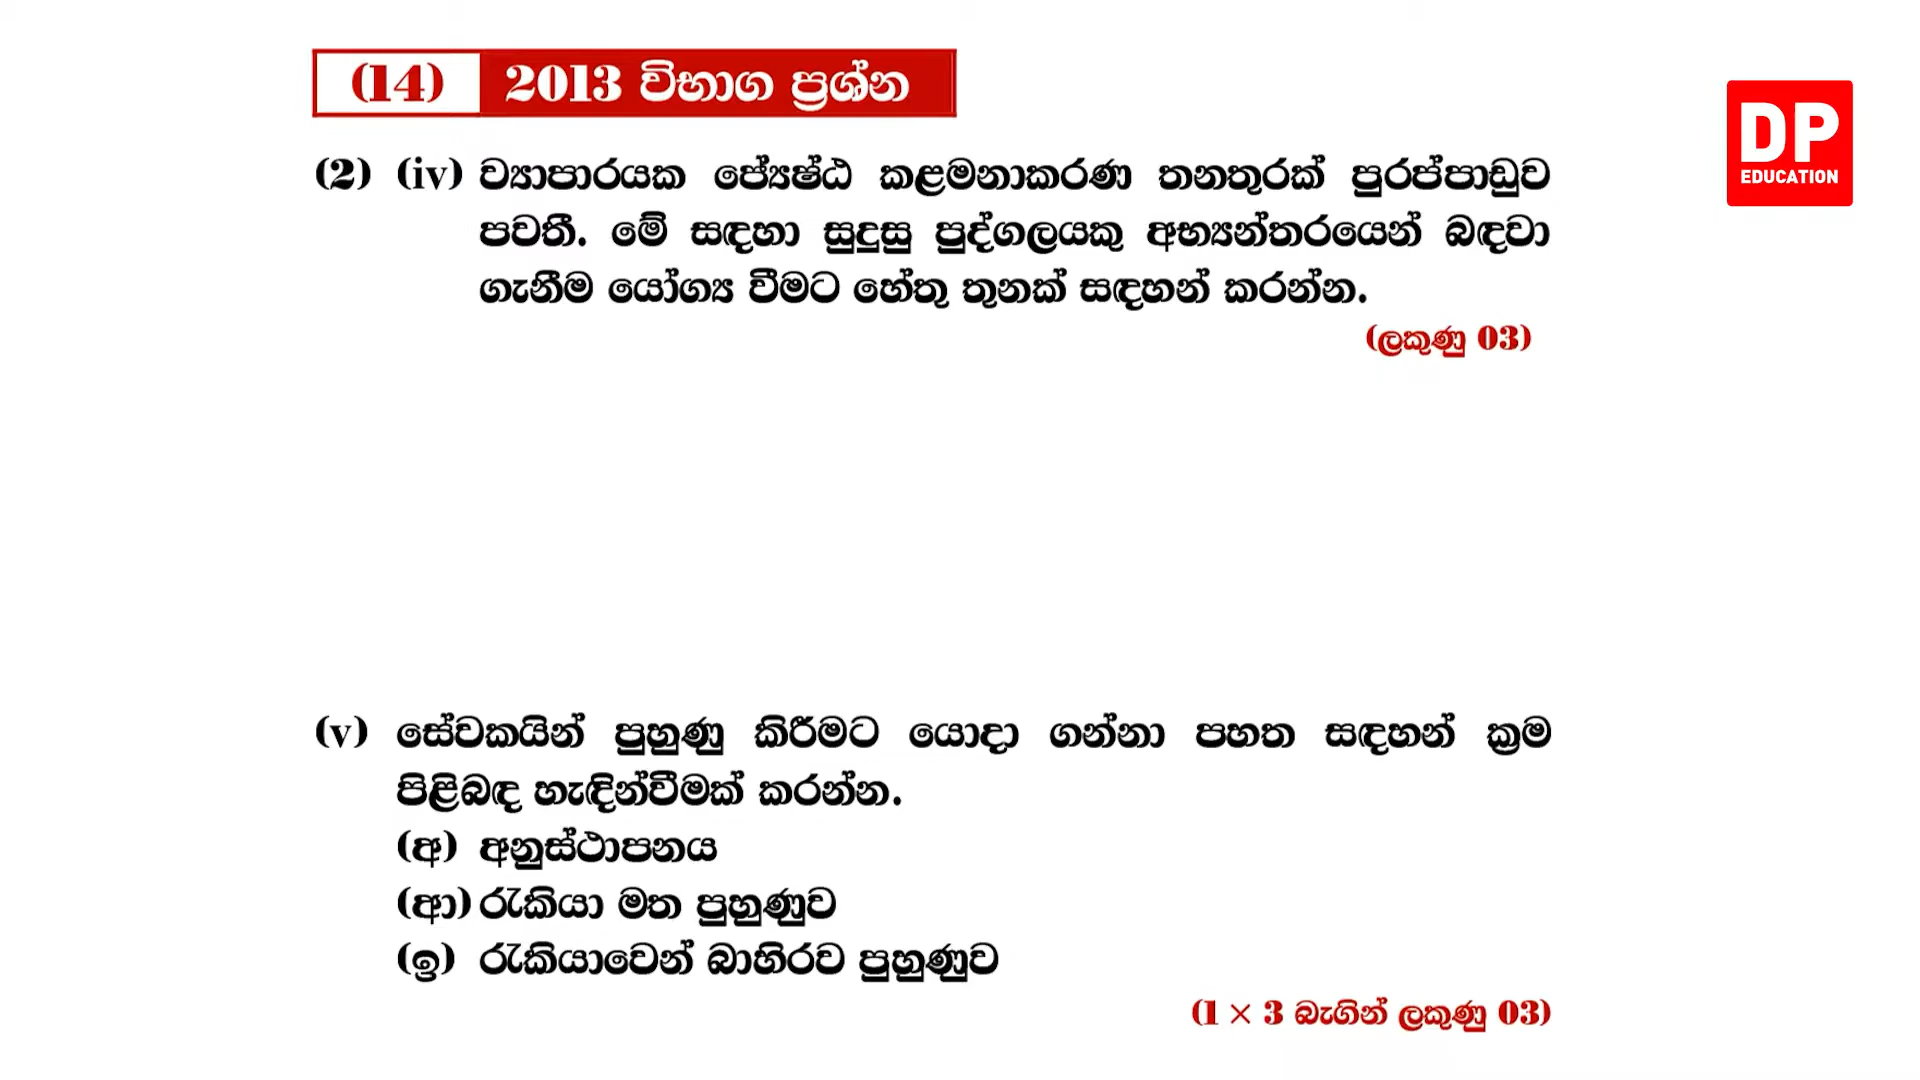 (14) 2013 විභාග ප්‍රශ්න
DP
EDUCATION
(2) (iv) ව්‍යාපාරයක ජ්‍යේෂ්ඨ කළමනාකරණ තනතුරක් පුරප්පාඩුව
පවතී. මේ සඳහා සුදුසු පුද්ගලයකු අභ්‍යන්තරයෙන් බඳවා
ගැනීම යෝග්‍ය වීමට හේතු තුනක් සඳහන් කරන්න.
(ලකුණු 03)
(v) සේවකයින් පුහුණු කිරීමට යොදා ගන්නා පහත සඳහන් ක්‍රම
පිළිබඳ හැඳින්වීමක් කරන්න.
(අ) අනුස්ථාපනය
(ආ) රැකියා මත පුහුණුව
(ඉ) රැකියාවෙන් බාහිරව පුහුණුව
(1 × 3 බැගින් ලකුණු 03)